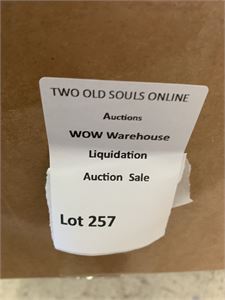 TWO OLD SOULS ONLINE
Auctions
WOW Warehouse
Liquidation
Auction Sale
Lot 257